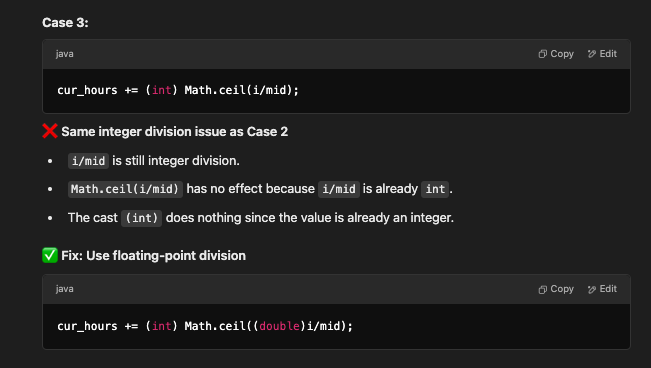 Case 3:
java
Copy
Edit
cur_hours += (int) Math.ceil(i/mid);
❌ Same integer division issue as Case 2
• i/mid is still integer division.
• Math.ceil(i/mid) has no effect because i/mid is already int.
• The cast (int) does nothing since the value is already an integer.
✅ Fix: Use floating-point division
java
Copy
Edit
cur_hours += (int) Math.ceil((double)i/mid);